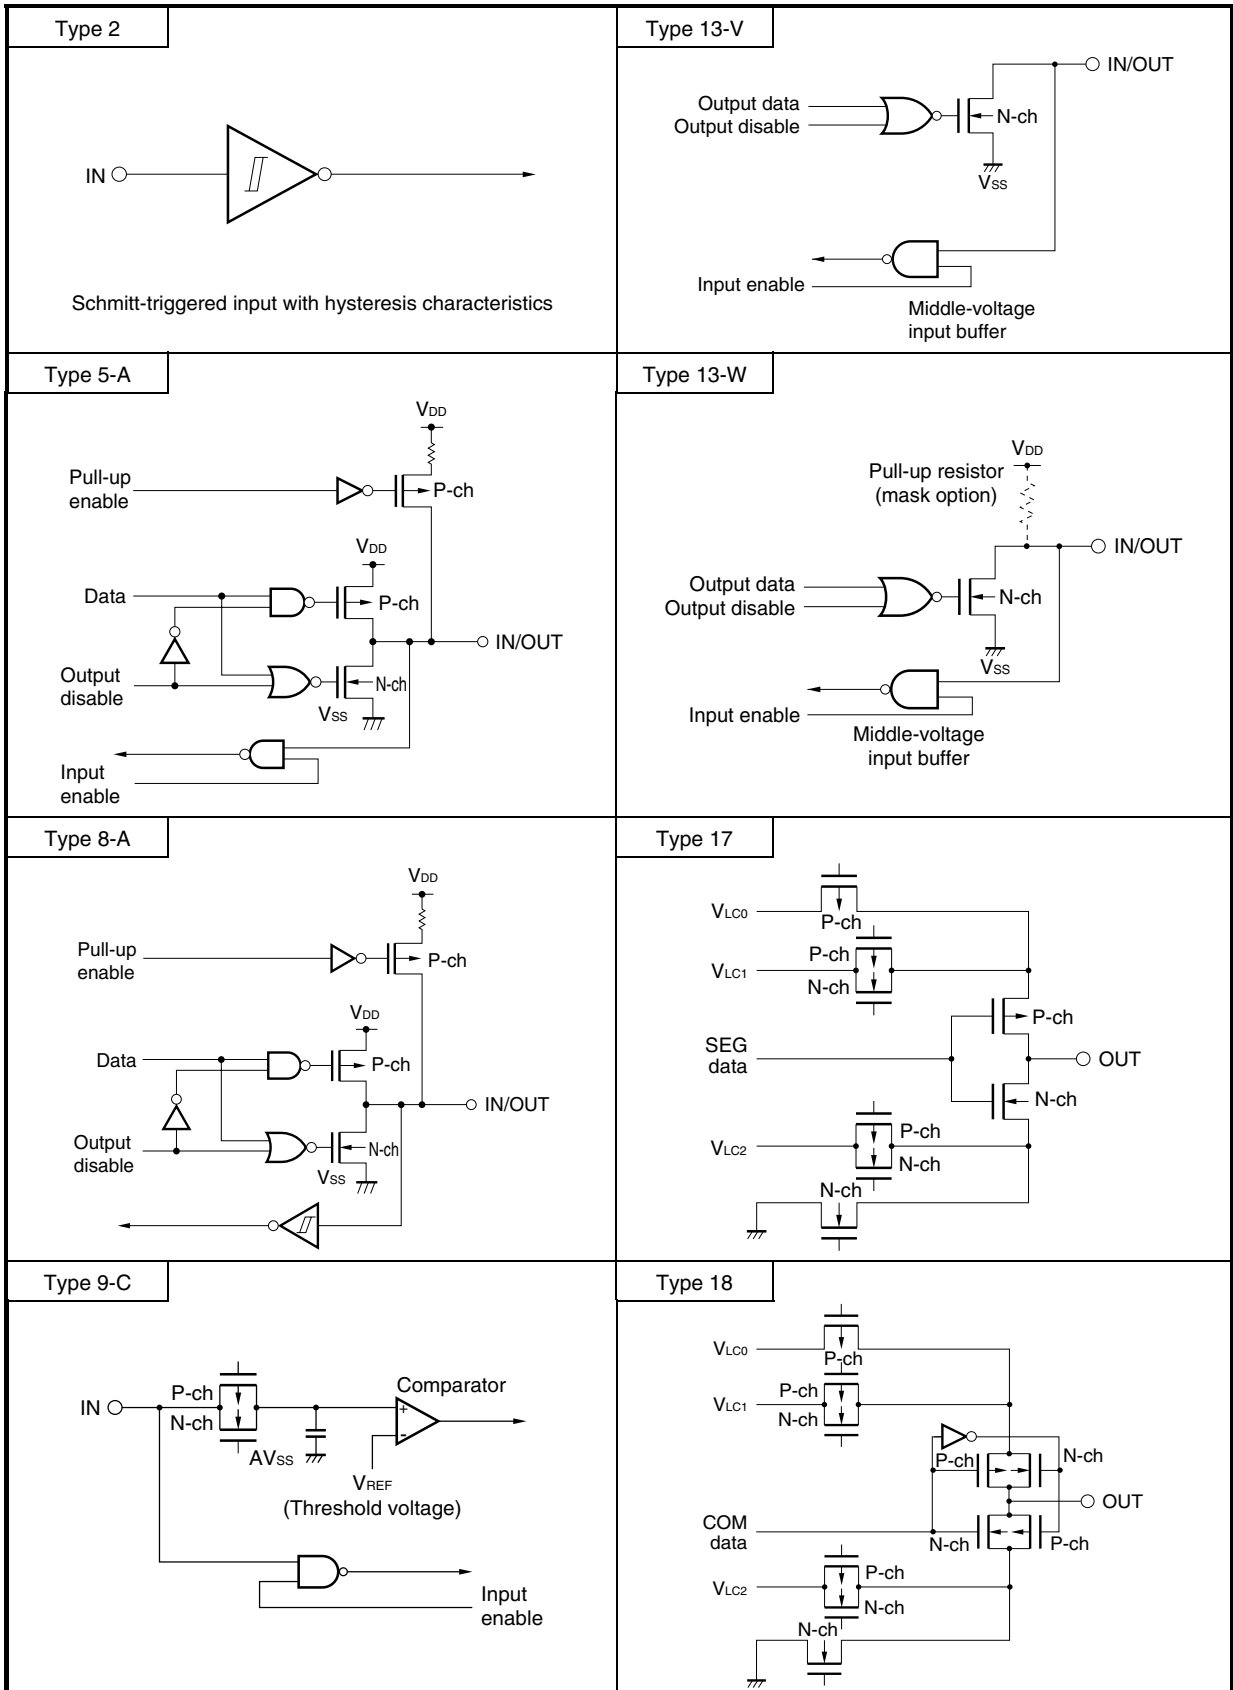 Type 2
IN
Schmitt-triggered input with hysteresis characteristics
Type 13-V
IN/OUT
Output data
Output disable
N-ch
VSS
Input enable
Middle-voltage
input buffer
Type 5-A
VDD
Pull-up
enable
P-ch
VDD
Data
P-ch
IN/OUT
Output
disable
N-ch
VSS
Input
enable
Type 13-W
VDD
Pull-up resistor
(mask option)
IN/OUT
Output data
Output disable
N-ch
VSS
Input enable
Middle-voltage
input buffer
Type 8-A
VDD
Pull-up
enable
P-ch
VDD
Data
P-ch
IN/OUT
Output
disable
N-ch
VSS
Type 17
VLC0
P-ch
P-ch
VLC1
N-ch
P-ch
SEG
data
OUT
N-ch
P-ch
VLC2
N-ch
N-ch
Type 9-C
Comparator
P-ch
IN
+
N-ch
-
AVSS
VREF
(Threshold voltage)
Input
enable
Type 18
VLC0
P-ch
P-ch
VLC1
N-ch
P-ch
N-ch
OUT
COM
data
N-ch
P-ch
P-ch
VLC2
N-ch
N-ch